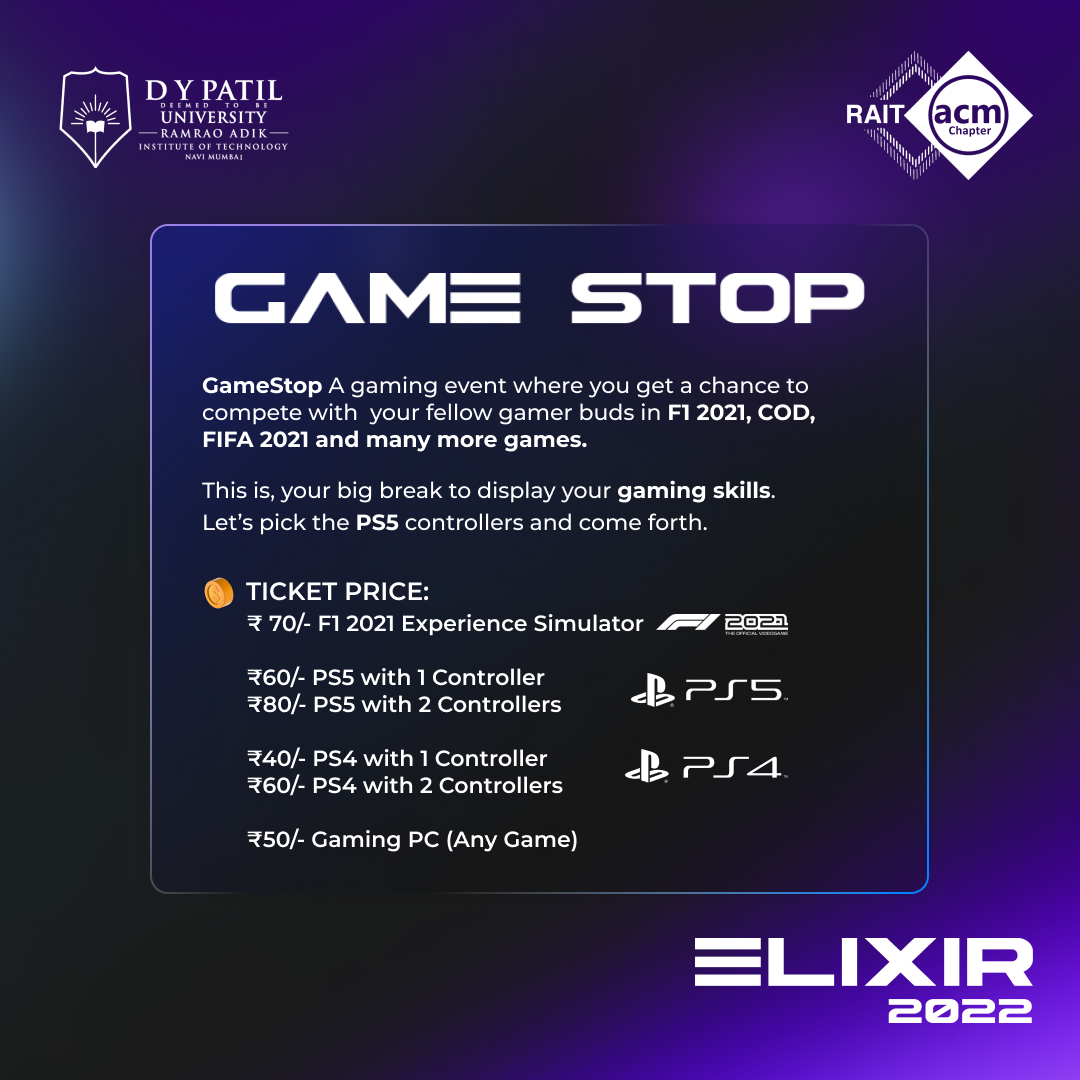 D Y PATIL
DEEMED TO BE
UNIVERSITY
RAMRAO ADIK
INSTITUTE OF TECHNOLOGY
NAVI MUMBAI
RAIT acm
Chapter
GAME STOP
GameStop A gaming event where you get a chance to
compete with your fellow gamer buds in F1 2021, COD,
FIFA 2021 and many more games.
This is, your big break to display your gaming skills.
Let's pick the PS5 controllers and come forth.
TICKET PRICE:
₹ 70/- F1 2021 Experience Simulator F1 2021
THE OFFICIAL VIDEOGAME
₹60/- PS5 with 1 Controller
₹80/- PS5 with 2 Controllers
PS5
₹40/- PS4 with 1 Controller
₹60/- PS4 with 2 Controllers
PS4
₹50/- Gaming PC (Any Game)
ELIXIR
2022